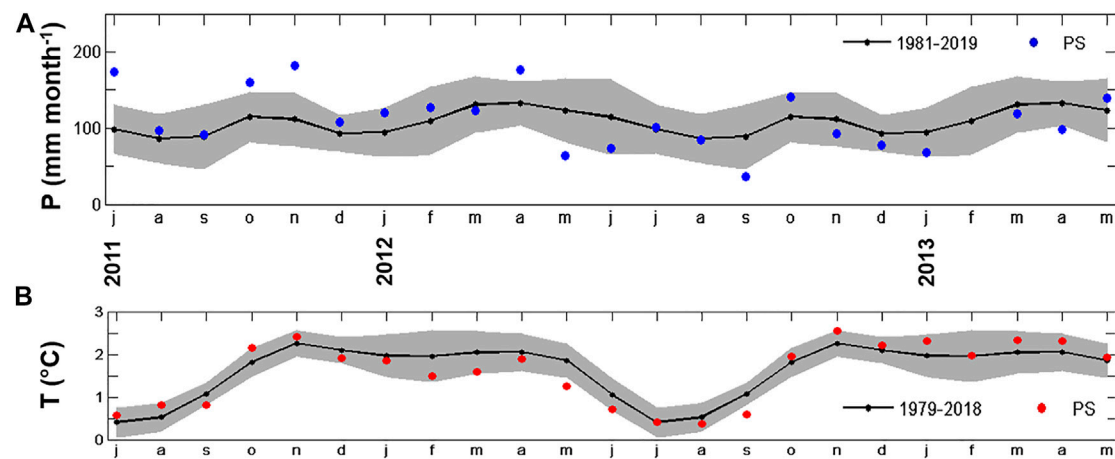 A
P (mm month-1)
200
100
0
1981-2019
PS
j a s o n d j f m a m j j a s o n d j f m a m
2011
2012
2013
B
T (°C)
3
2
1
0
1979-2018
PS
j a s o n d j f m a m j j a s o n d j f m a m